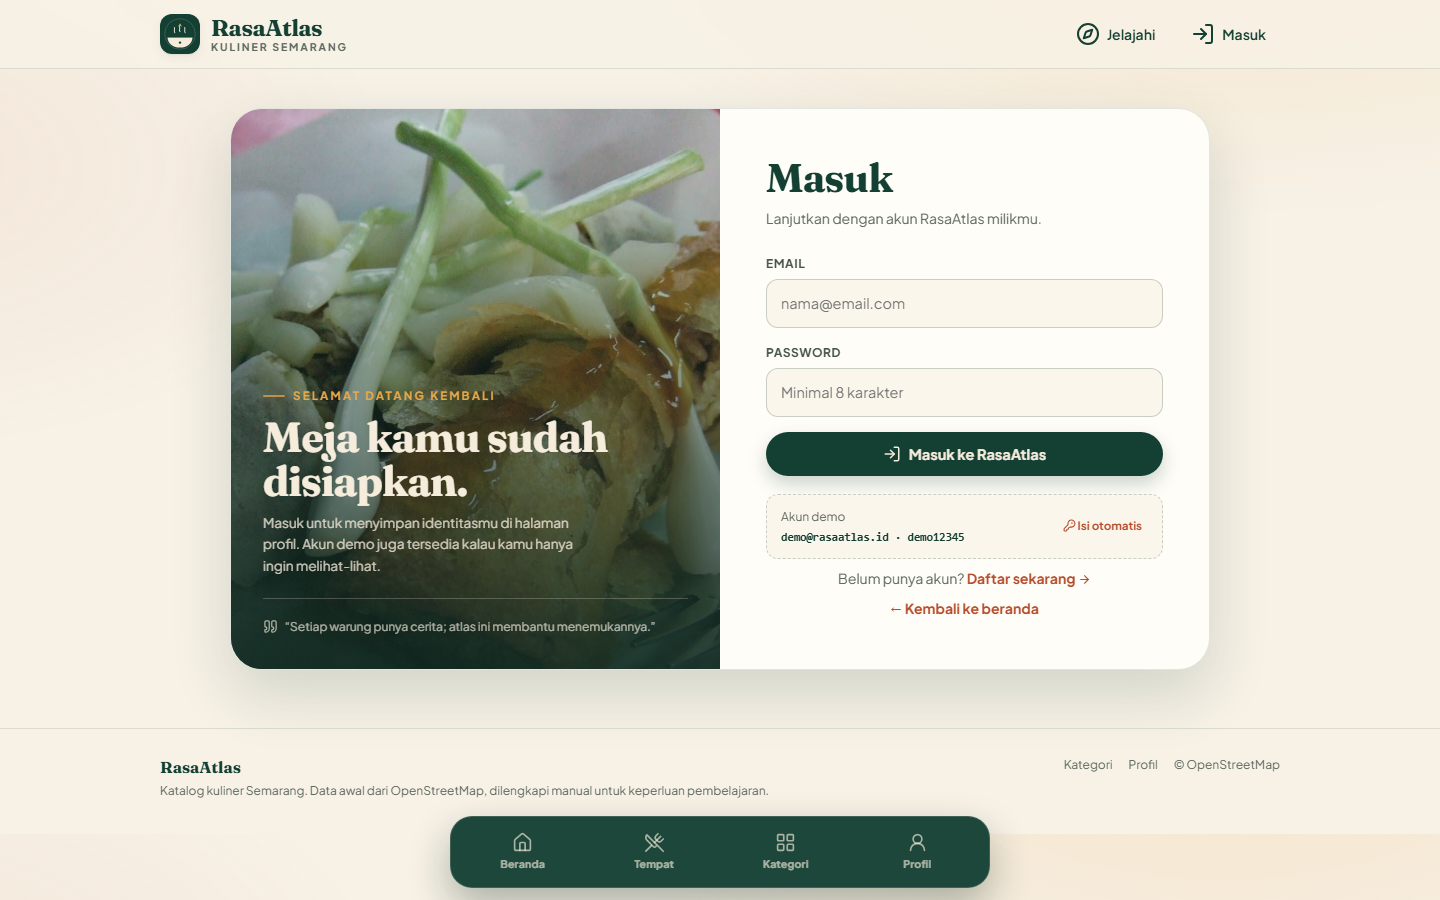 RasaAtlas
KULINER SEMARANG
Jelajahi
Masuk
SELAMAT DATANG KEMBALI
Meja kamu sudah
disiapkan.
Masuk untuk menyimpan identitasmu di halaman
profil. Akun demo juga tersedia kalau kamu hanya
ingin melihat-lihat.
“Setiap warung punya cerita; atlas ini membantu menemukannya.”
Masuk
Lanjutkan dengan akun RasaAtlas milikmu.
EMAIL
nama@email.com
PASSWORD
Minimal 8 karakter
Masuk ke RasaAtlas
Akun demo
demo@rasaatlas.id · demo12345
Isi otomatis
Belum punya akun? Daftar sekarang →
← Kembali ke beranda
RasaAtlas
Katalog kuliner Semarang. Data awal dari OpenStreetMap, dilengkapi manual untuk keperluan pembelajaran.
Kategori Profil © OpenStreetMap
Beranda
Tempat
Kategori
Profil